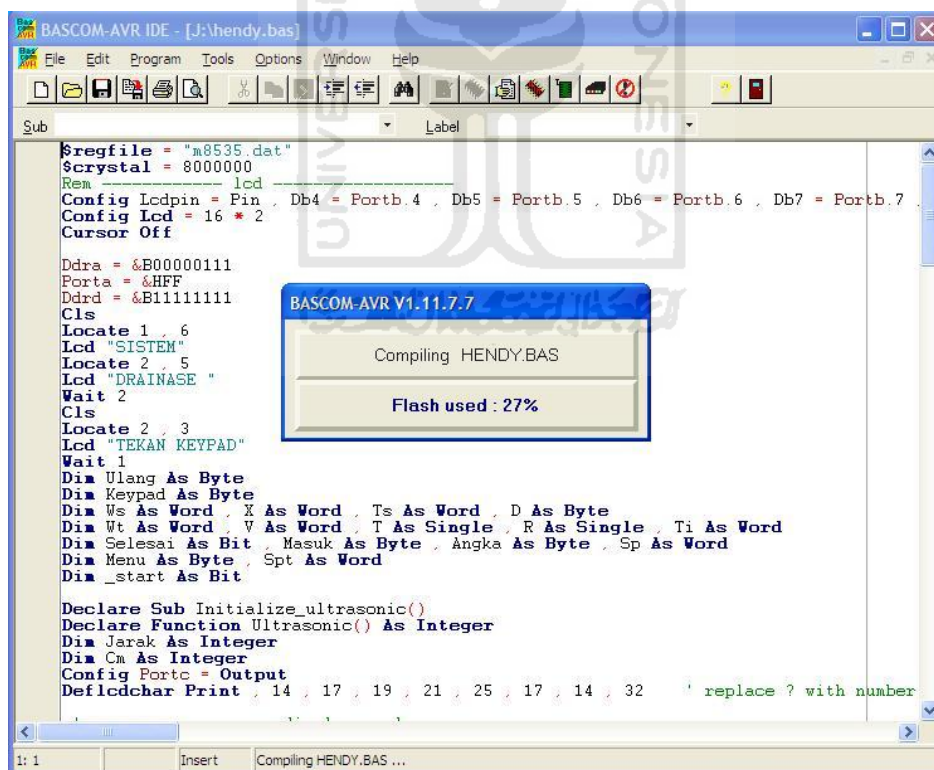 BASCOM-AVR IDE - [J:\hendy.bas]
File Edit Program Tools Options Window Help
Sub Label
$regfile = "m8535.dat"
$crystal = 8000000
Rem ------------ lcd ------------------
Config Lcdpin = Pin , Db4 = Portb.4 , Db5 = Portb.5 , Db6 = Portb.6 , Db7 = Portb.7 ,
Config Lcd = 16 * 2
Cursor Off
Ddra = &B00000111
Porta = &HFF
Ddrd = &B11111111
Cls
Locate 1 , 6
Lcd "SISTEM"
Locate 2 , 5
Lcd "DRAINASE "
Wait 2
Cls
Locate 2 , 3
Lcd "TEKAN KEYPAD"
Wait 1
Dim Ulang As Byte
Dim Keypad As Byte
Dim Ws As Word , X As Word , Ts As Word , D As Byte
Dim Wt As Word , V As Word , T As Single , R As Single , Ti As Word
Dim Selesai As Bit , Masuk As Byte , Angka As Byte , Sp As Word
Dim Menu As Byte , Spt As Word
Dim _start As Bit
Declare Sub Initialize_ultrasonic()
Declare Function Ultrasonic() As Integer
Dim Jarak As Integer
Dim Cm As Integer
Config Portc = Output
Deflcdchar Print , 14 , 17 , 19 , 21 , 25 , 17 , 14 , 32 ' replace ? with number
BASCOM-AVR V1.11.7.7
Compiling HENDY.BAS
Flash used : 27%
1: 1 Insert Compiling HENDY.BAS ...